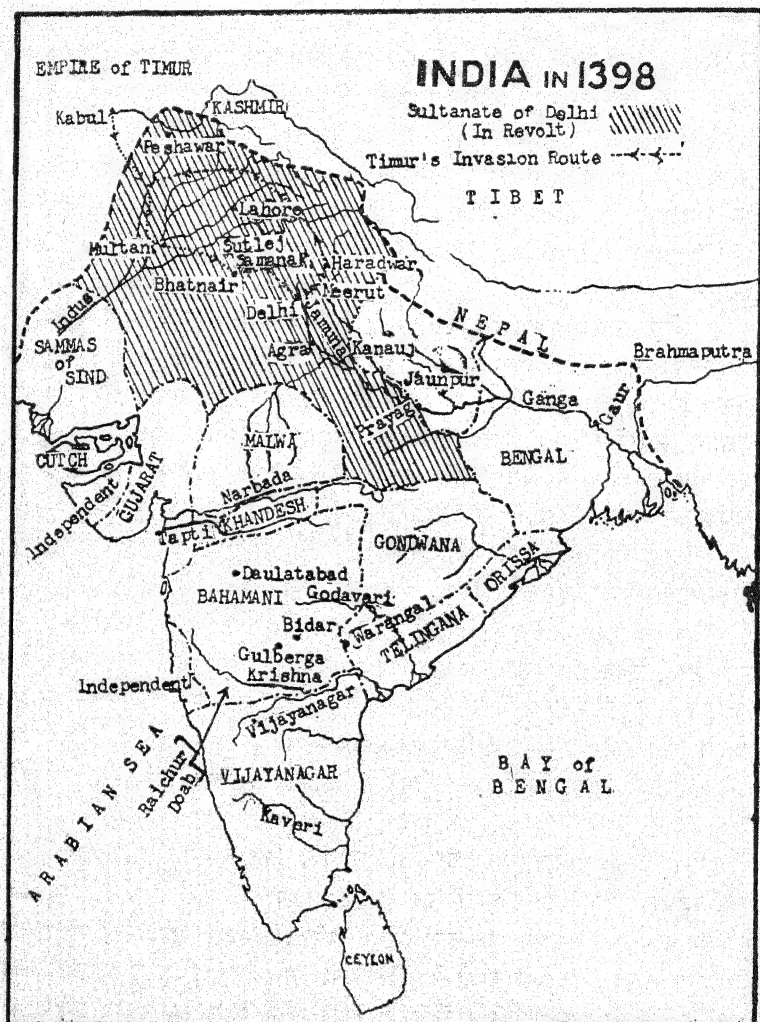 INDIA IN 1398
Sultanate of Delhi
(In Revolt)
Timur's Invasion Route
EMPIRE of TIMUR
KASHMIR
Kabul
Peshawar
TIBET
Lahore
Multan
Sutlej
Samanak
Haradwar
Bhatnair
Meerut
Indus
Delhi
Jamuna
NEPAL
SAMMAS
of
SIND
Agra
Kanauj
Brahmaputra
Jaunpur
Ganga
Gaur
Prayag
CUTCH
MALWA
BENGAL
Independent
GUJARAT
Narbada
Tapti
KHANDESH
GONDWANA
ORISSA
Daulatabad
BAHAMANI
Godavari
Bidar
Warangal
TELINGANA
Gulberga
Krishna
Independent
Vijayanagar
ARABIAN SEA
Raichur
Doab
VIJAYANAGAR
BAY of
BENGAL
Kaveri
CEYLON